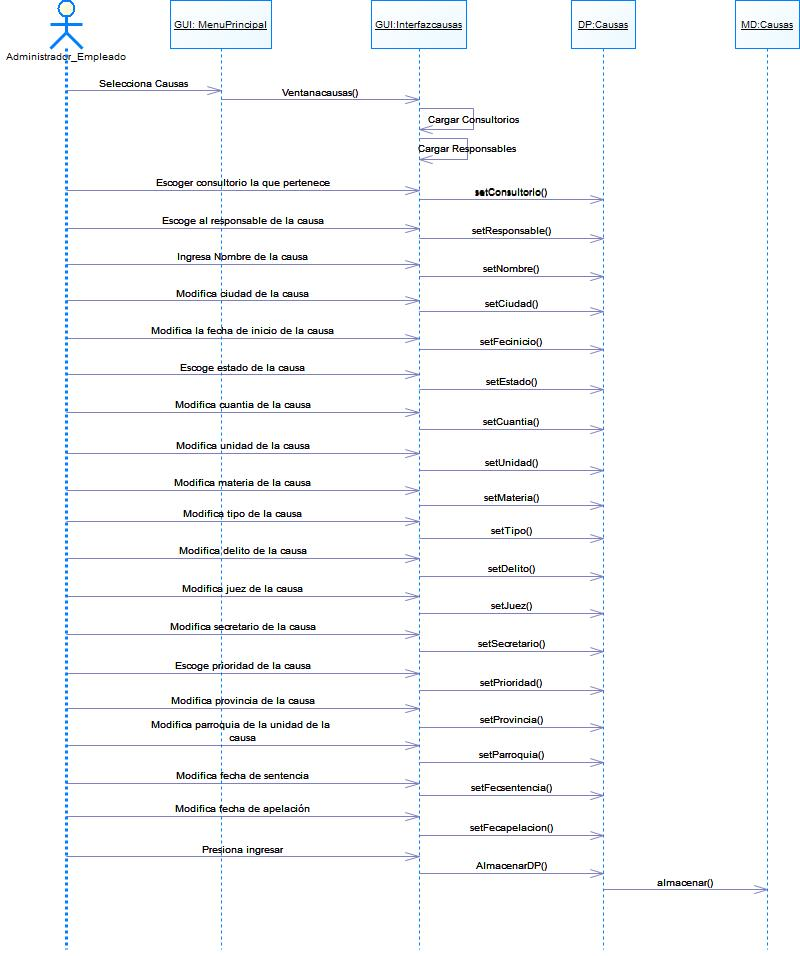 GUI: MenuPrincipal
GUI:Interfazcausas
DP:Causas
MD:Causas
Administrador_Empleado
Selecciona Causas
Ventanacausas()
Cargar Consultorios
Cargar Responsables
Escoger consultorio la que pertenece
setConsultorio()
Escoge al responsable de la causa
setResponsable()
Ingresa Nombre de la causa
setNombre()
Modifica ciudad de la causa
setCiudad()
Modifica la fecha de inicio de la causa
setFecinicio()
Escoge estado de la causa
setEstado()
Modifica cuantia de la causa
setCuantia()
Modifica unidad de la causa
setUnidad()
Modifica materia de la causa
setMateria()
Modifica tipo de la causa
setTipo()
Modifica delito de la causa
setDelito()
Modifica juez de la causa
setJuez()
Modifica secretario de la causa
setSecretario()
Escoge prioridad de la causa
setPrioridad()
Modifica provincia de la causa
setProvincia()
Modifica parroquia de la unidad de la
causa
setParroquia()
Modifica fecha de sentencia
setFecsentencia()
Modifica fecha de apelación
setFecapelacion()
Presiona ingresar
AlmacenarDP()
almacenar()